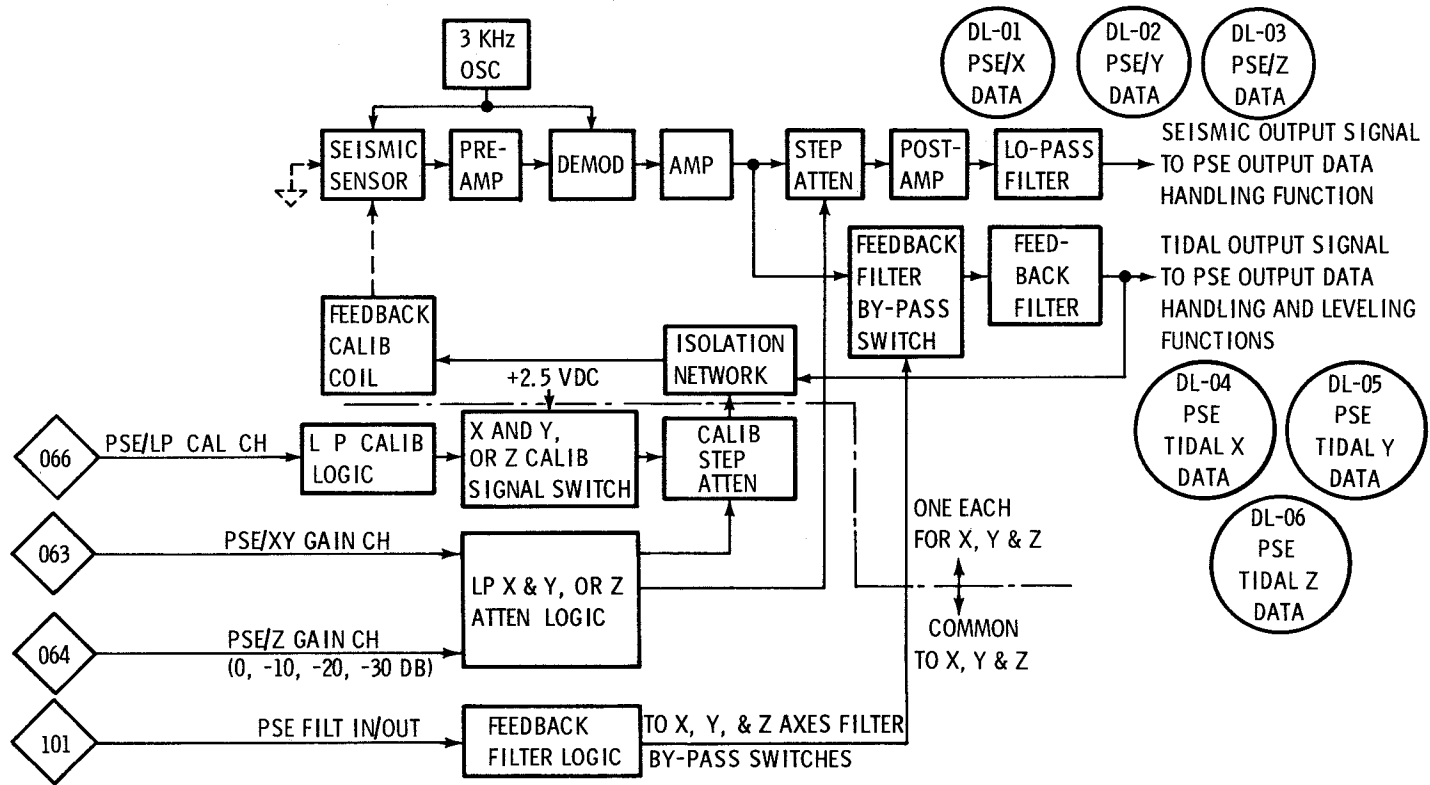 3 KHz
OSC
DL-01
PSE/X
DATA
DL-02
PSE/Y
DATA
DL-03
PSE/Z
DATA
SEISMIC
SENSOR
PRE-
AMP
DEMOD
AMP
STEP
ATTEN
POST-
AMP
LO-PASS
FILTER
SEISMIC OUTPUT SIGNAL
TO PSE OUTPUT DATA
HANDLING FUNCTION
FEEDBACK
FILTER
BY-PASS
SWITCH
FEED-
BACK
FILTER
TIDAL OUTPUT SIGNAL
TO PSE OUTPUT DATA
HANDLING AND LEVELING
FUNCTIONS
FEEDBACK
CALIB
COIL
ISOLATION
NETWORK
+2.5 VDC
DL-04
PSE
TIDAL X
DATA
DL-05
PSE
TIDAL Y
DATA
DL-06
PSE
TIDAL Z
DATA
066
PSE/LP CAL CH
L P CALIB
LOGIC
X AND Y,
OR Z CALIB
SIGNAL SWITCH
CALIB
STEP
ATTEN
063
PSE/XY GAIN CH
LP X & Y, OR Z
ATTEN LOGIC
ONE EACH
FOR X, Y & Z
COMMON
TO X, Y & Z
064
PSE/Z GAIN CH
(0, -10, -20, -30 DB)
101
PSE FILT IN/OUT
FEEDBACK
FILTER LOGIC
TO X, Y, & Z AXES FILTER
BY-PASS SWITCHES